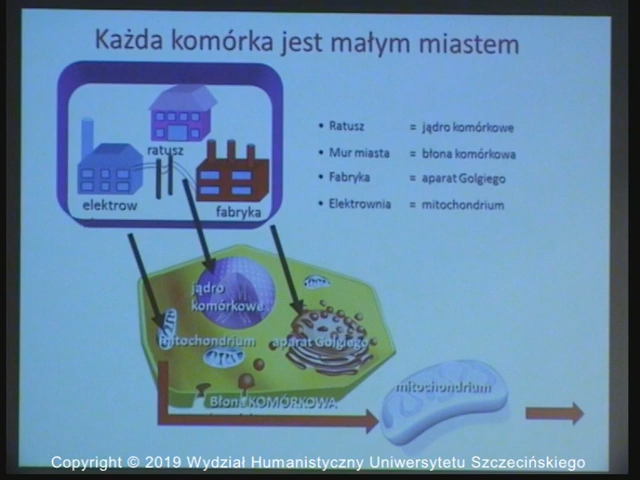 Każda komórka jest małym miastem
ratusz
elektrow
fabryka
• Ratusz = jądro komórkowe
• Mur miasta = błona komórkowa
• Fabryka = aparat Golgiego
• Elektrownia = mitochondrium
jądro
komórkowe
mitochondrium
aparat Golgiego
Błona KOMÓRKOWA
mitochondrium
Copyright © 2019 Wydział Humanistyczny Uniwersytetu Szczecińskiego